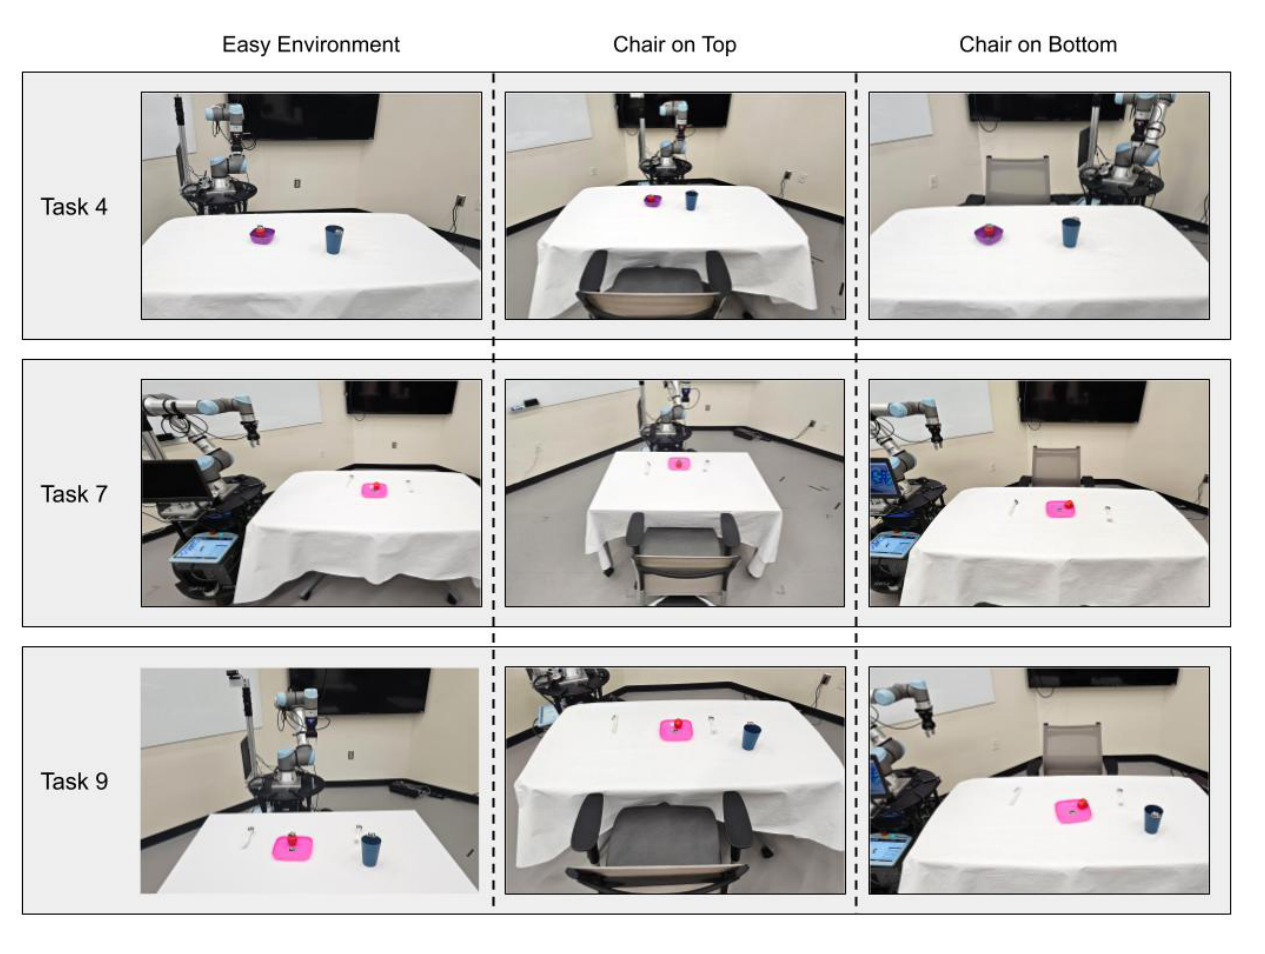 Easy Environment
Chair on Top
Chair on Bottom
Task 4
Task 7
Task 9